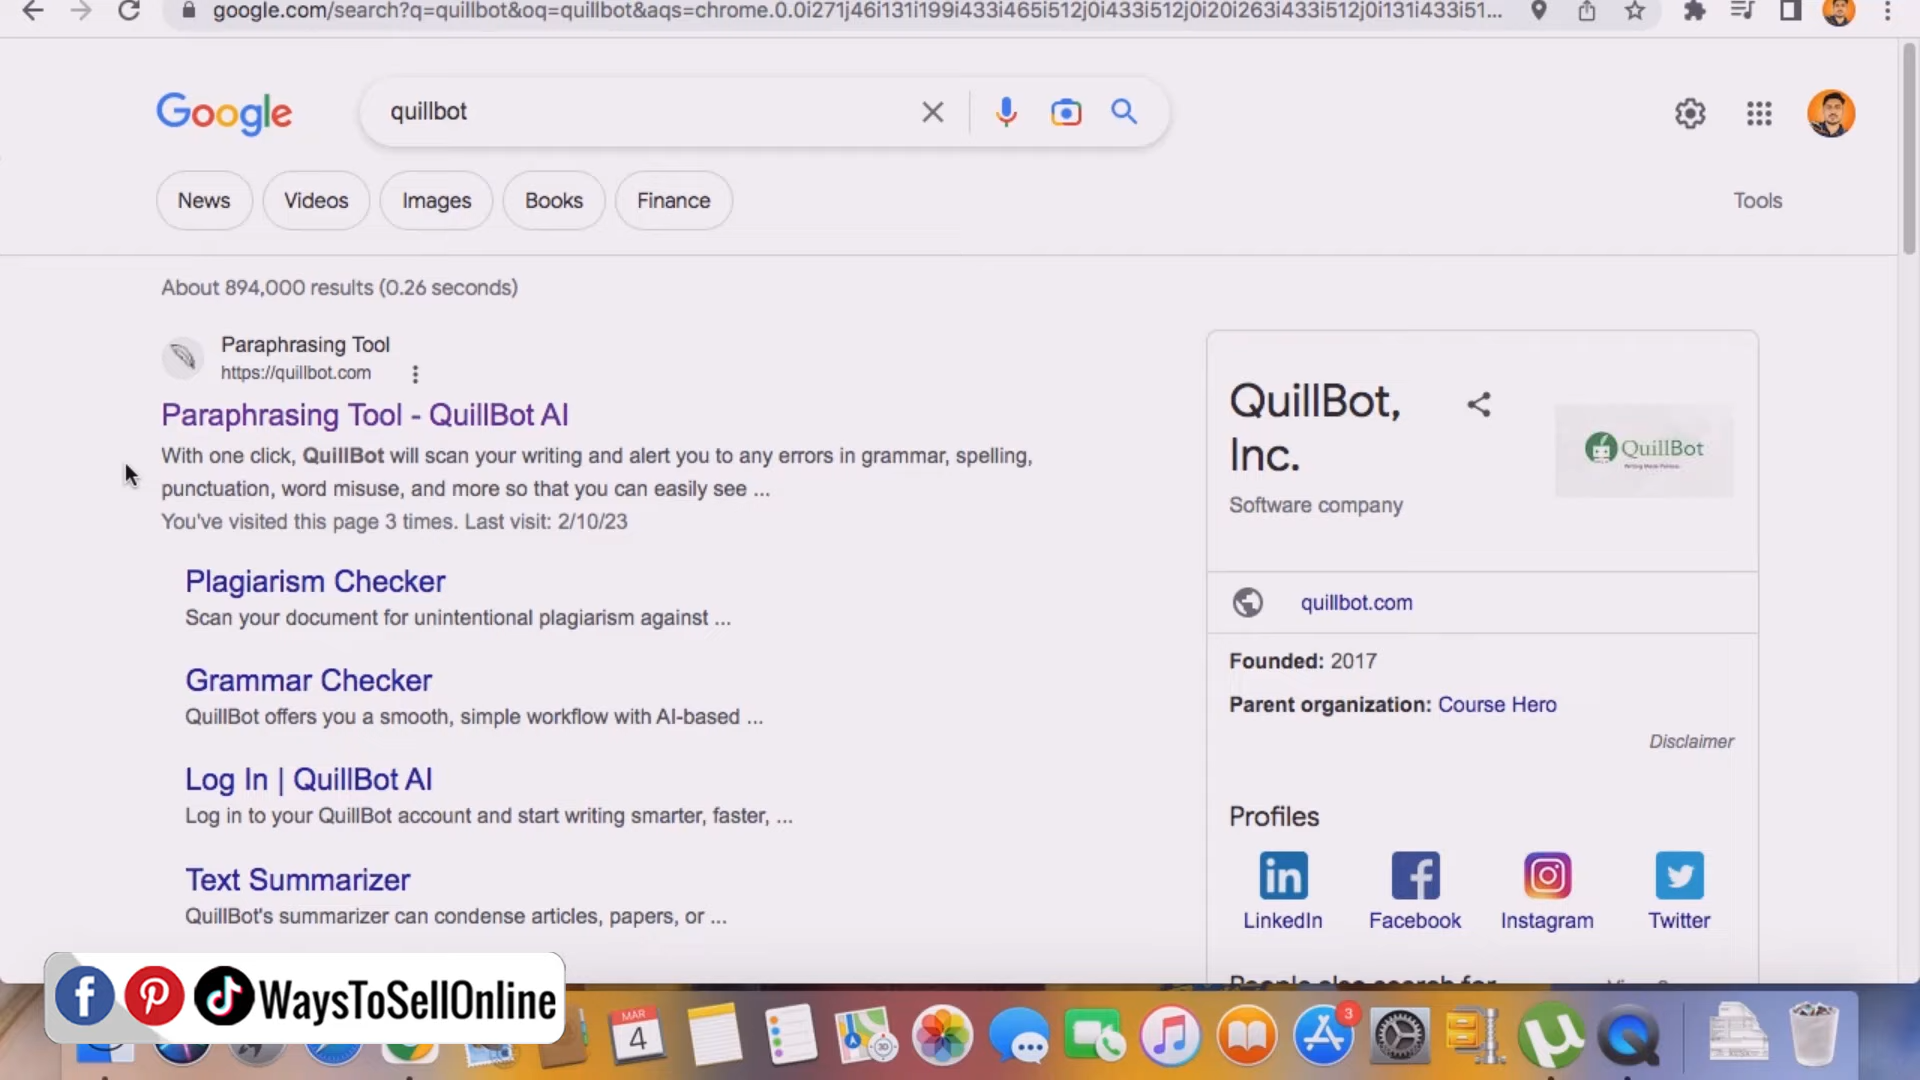 google.com/search?q=quillbot&oq=quillbot&aqs=chrome.0.0i271j46i131i199i433i465i512j0i433i512j0i20i263i433i512j0i131i433i51...
Google
quillbot
News
Videos
Images
Books
Finance
Tools
About 894,000 results (0.26 seconds)
Paraphrasing Tool
https://quillbot.com
Paraphrasing Tool - QuillBot AI
With one click, QuillBot will scan your writing and alert you to any errors in grammar, spelling,
punctuation, word misuse, and more so that you can easily see ...
You've visited this page 3 times. Last visit: 2/10/23
Plagiarism Checker
Scan your document for unintentional plagiarism against ...
Grammar Checker
QuillBot offers you a smooth, simple workflow with AI-based ...
Log In | QuillBot AI
Log in to your QuillBot account and start writing smarter, faster, ...
Text Summarizer
QuillBot's summarizer can condense articles, papers, or ...
QuillBot,
Inc.
Software company
QuillBot
quillbot.com
Founded: 2017
Parent organization: Course Hero
Disclaimer
Profiles
LinkedIn
Facebook
Instagram
Twitter
People also search for
WaysToSellOnline
MAR
4
3D
3